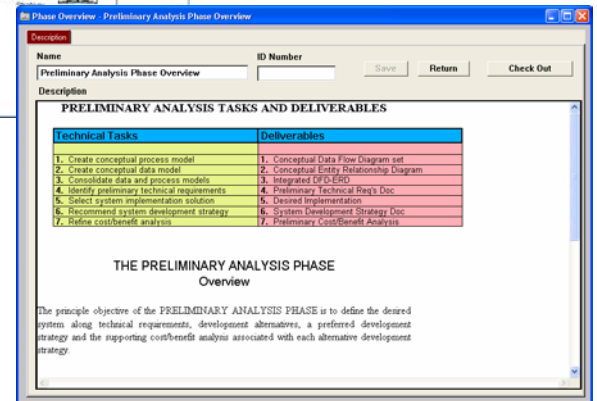 Phase Overview - Preliminary Analysis Phase Overview
Description
Name
ID Number
Preliminary Analysis Phase Overview
Save
Return
Check Out
Description
PRELIMINARY ANALYSIS TASKS AND DELIVERABLES
Technical Tasks
Deliverables
1. Create conceptual process model
1. Conceptual Data Flow Diagram set
2. Create conceptual data model
2. Conceptual Entity Relationship Diagram
3. Consolidate data and process models
3. Integrated DFD-ERD
4. Identify preliminary technical requirements
4. Preliminary Technical Req's Doc
5. Select system implementation solution
5. Desired Implementation
6. Recommend system development strategy
6. System Development Strategy Doc
7. Refine cost/benefit analysis
7. Preliminary Cost/Benefit Analysis
THE PRELIMINARY ANALYSIS PHASE
Overview
The principle objective of the PRELIMINARY ANALYSIS PHASE is to define the desired
system along technical requirements, development alternatives, a preferred development
strategy and the supporting cost/benefit analysis associated with each alternative development
strategy.